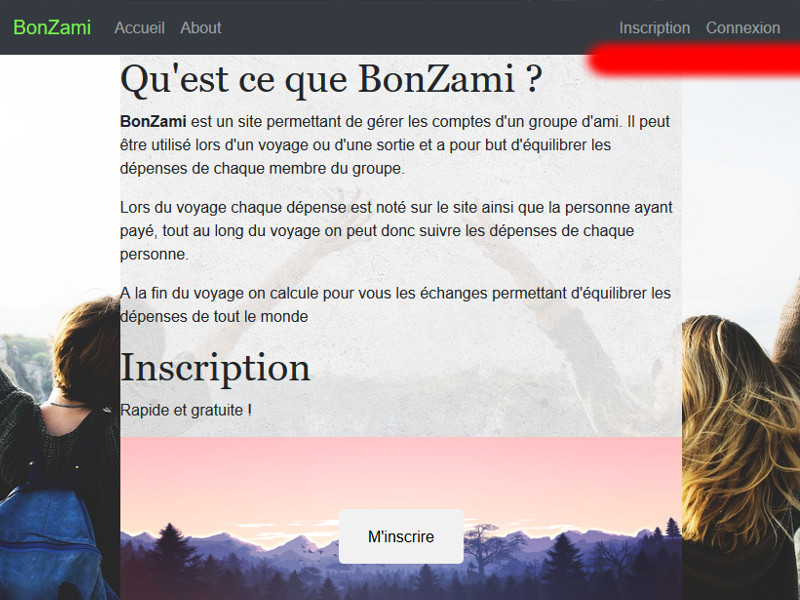 BonZami Accueil About Inscription Connexion
Qu'est ce que BonZami ?
BonZami est un site permettant de gérer les comptes d'un groupe d'ami. Il peut
être utilisé lors d'un voyage ou d'une sortie et a pour but d'équilibrer les
dépenses de chaque membre du groupe.
Lors du voyage chaque dépense est noté sur le site ainsi que la personne ayant
payé, tout au long du voyage on peut donc suivre les dépenses de chaque
personne.
A la fin du voyage on calcule pour vous les échanges permettant d'équilibrer les
dépenses de tout le monde
Inscription
Rapide et gratuite !
M'inscrire